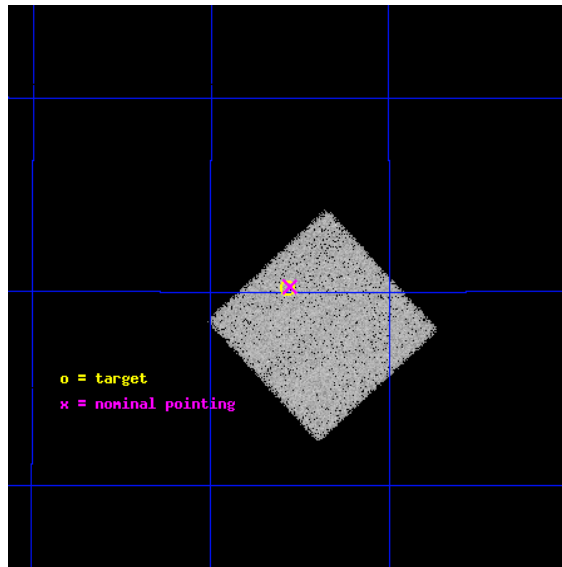 o = target
x = nominal pointing